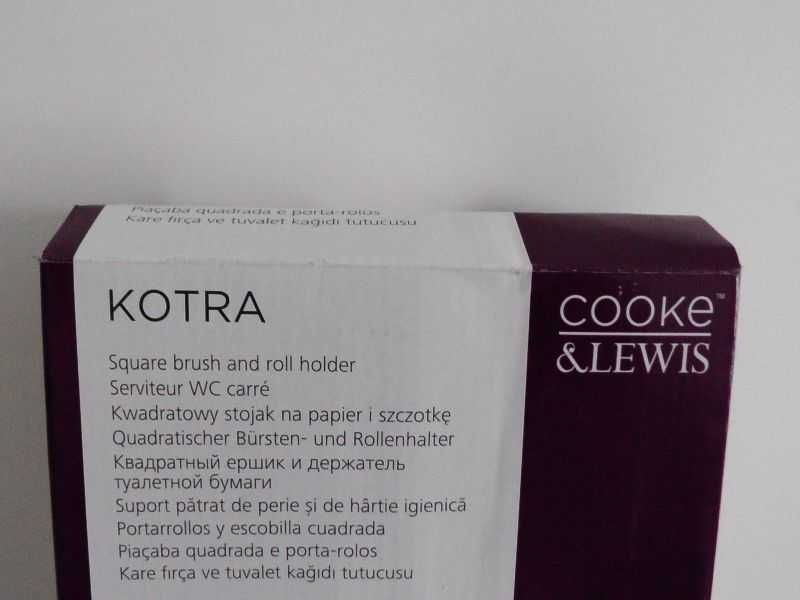 Piaçaba quadrada e porta-rolos
Kare fırça ve tuvalet kağıdı tutucusu
KOTRA
Square brush and roll holder
Serviteur WC carré
Kwadratowy stojak na papier i szczotkę
Quadratischer Bürsten- und Rollenhalter
Квадратный ершик и держатель
туалетной бумаги
Suport pătrat de perie și de hârtie igienică
Portarrollos y escobilla cuadrada
Piaçaba quadrada e porta-rolos
Kare fırça ve tuvalet kağıdı tutucusu
COOKe™
&LEWIS